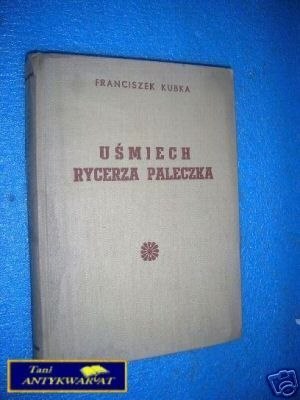 FRANCISZEK KUBKA
UŚMIECH
RYCERZA PALECZKA
Tani
ANTYKWARYAT